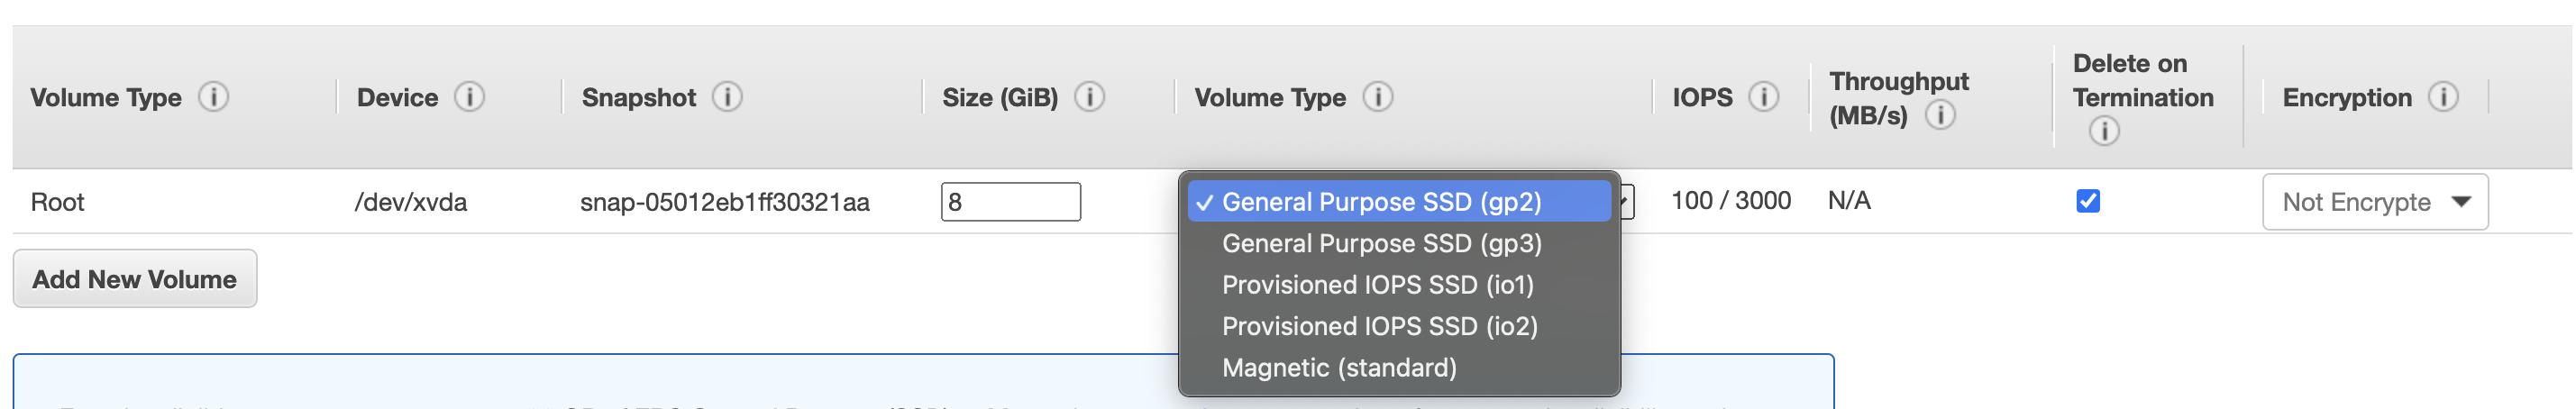 Volume Type
Device
Snapshot
Size (GiB)
Volume Type
IOPS
Throughput
(MB/s)
Delete on
Termination
Encryption
Root
/dev/xvda
snap-05012eb1ff30321aa
8
General Purpose SSD (gp2)
100 / 3000
N/A
Not Encrypte
General Purpose SSD (gp3)
Provisioned IOPS SSD (io1)
Provisioned IOPS SSD (io2)
Magnetic (standard)
Add New Volume